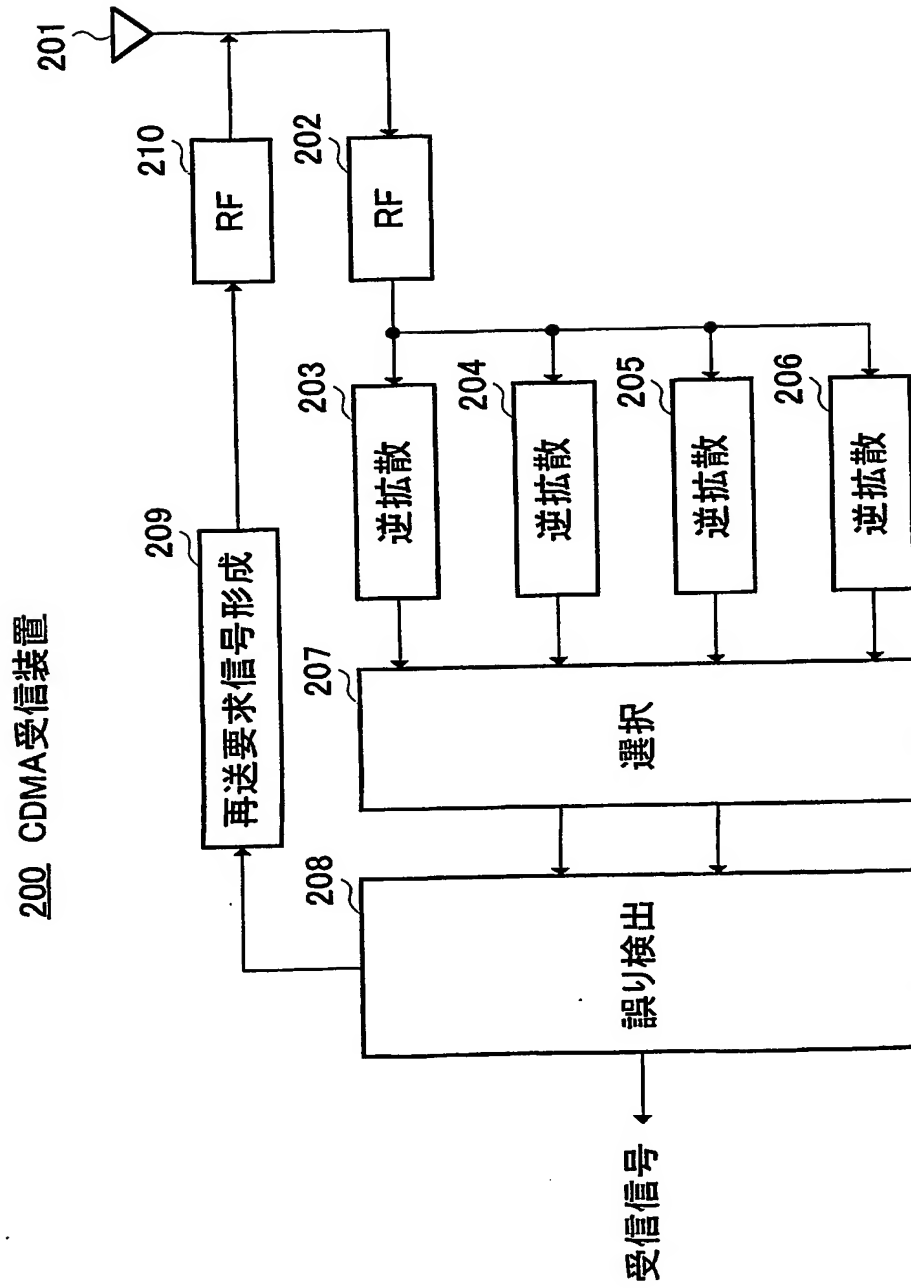 200 CDMA受信装置
201
210
RF
202
RF
209
再送要求信号形成
203
逆拡散
204
逆拡散
205
逆拡散
206
逆拡散
207
選択
208
誤り検出
受信信号